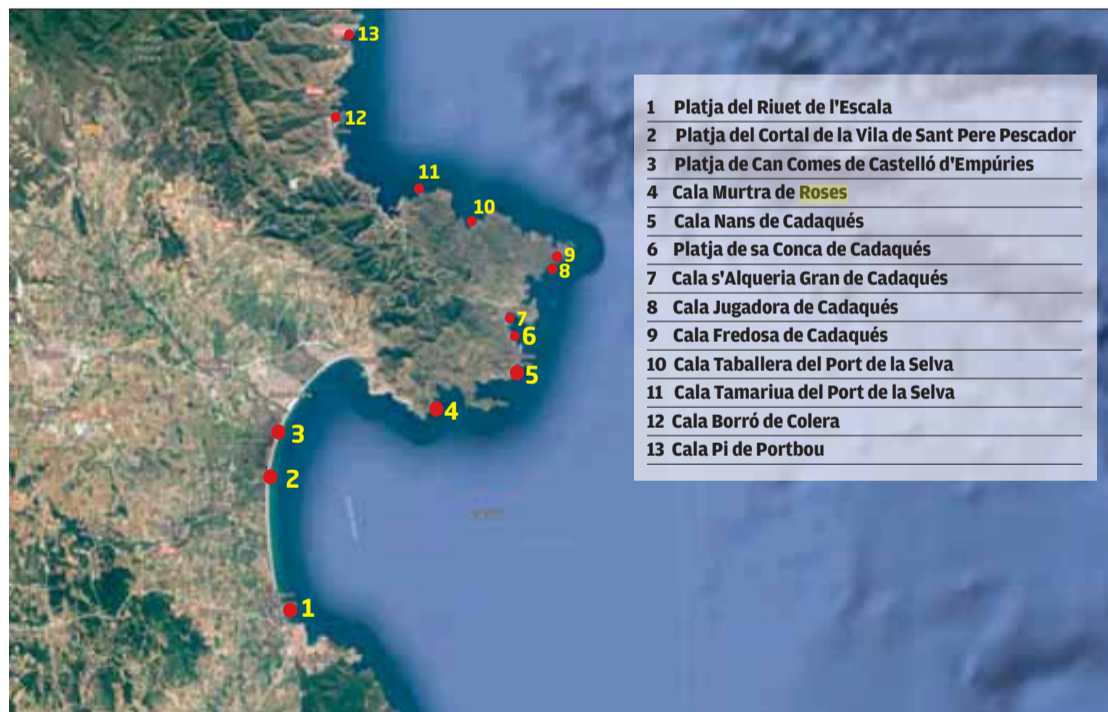 13
12
11
10
9
8
7
6
5
4
3
2
1
1 Platja del Riuet de l'Escala
2 Platja del Cortal de la Vila de Sant Pere Pescador
3 Platja de Can Comes de Castelló d'Empúries
4 Cala Murtra de Roses
5 Cala Nans de Cadaqués
6 Platja de sa Conca de Cadaqués
7 Cala s'Alqueria Gran de Cadaqués
8 Cala Jugadora de Cadaqués
9 Cala Fredosa de Cadaqués
10 Cala Taballera del Port de la Selva
11 Cala Tamariua del Port de la Selva
12 Cala Borró de Colera
13 Cala Pi de Portbou